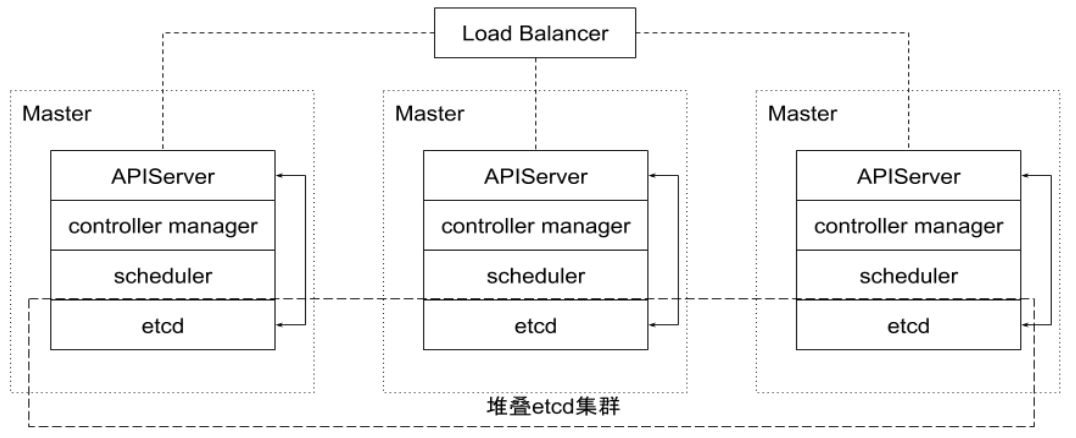 Load Balancer
Master
APIServer
controller manager
scheduler
etcd
Master
APIServer
controller manager
scheduler
etcd
Master
APIServer
controller manager
scheduler
etcd
堆叠etcd集群